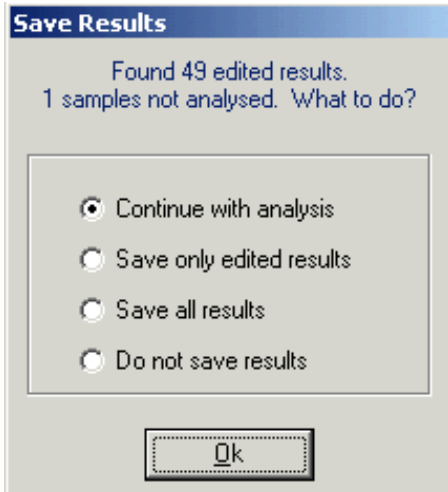 Save Results
Found 49 edited results.
1 samples not analysed. What to do?
Continue with analysis
Save only edited results
Save all results
Do not save results
Ok